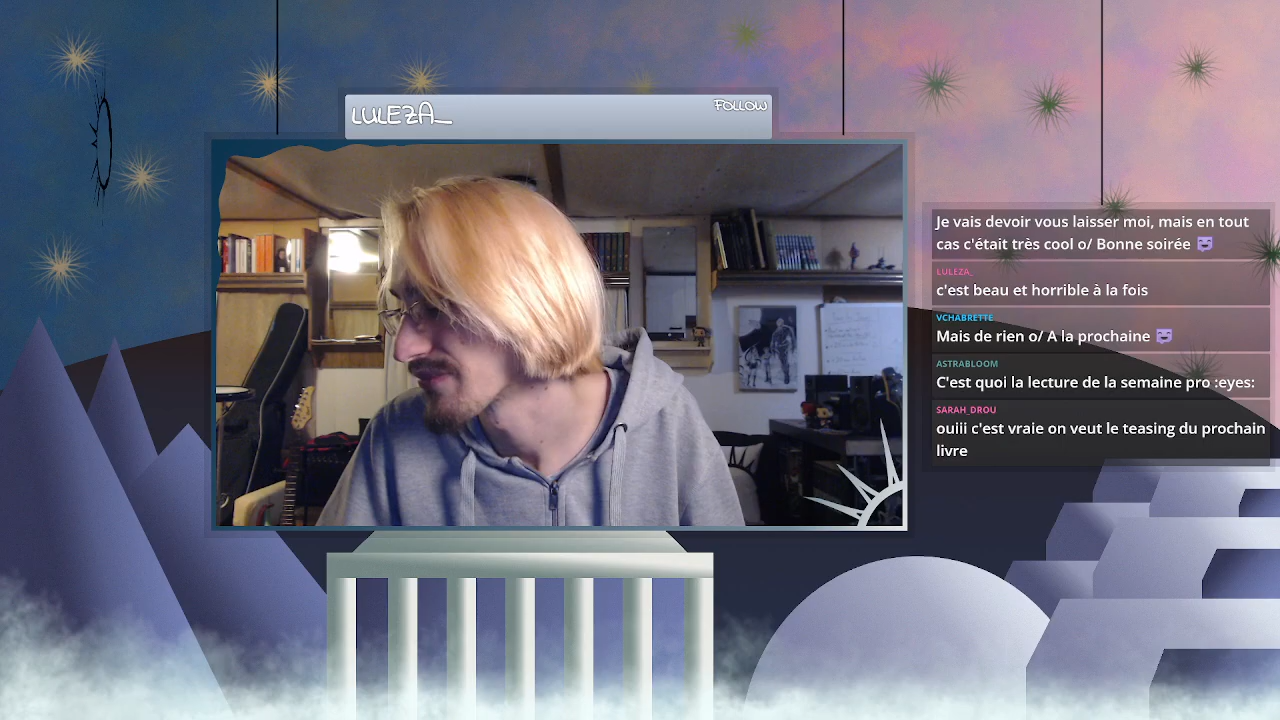 LULEZA_
FOLLOW
Je vais devoir vous laisser moi, mais en tout
cas c'était très cool o/ Bonne soirée
LULEZA_
c'est beau et horrible à la fois
VCHABRETTE
Mais de rien o/ A la prochaine
ASTRABLOOM
C'est quoi la lecture de la semaine pro :eyes:
SARAH_DROU
ouiii c'est vraie on veut le teasing du prochain
livre